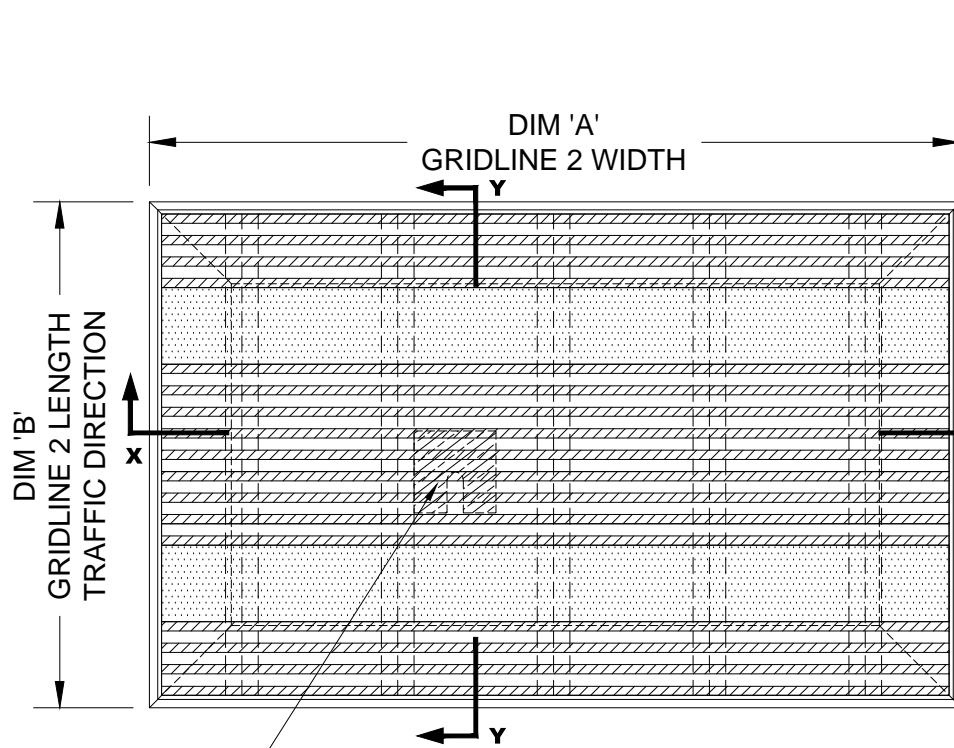 DIM 'A'
GRIDLINE 2 WIDTH
Y
DIM 'B'
GRIDLINE 2 LENGTH
TRAFFIC DIRECTION
X
Y